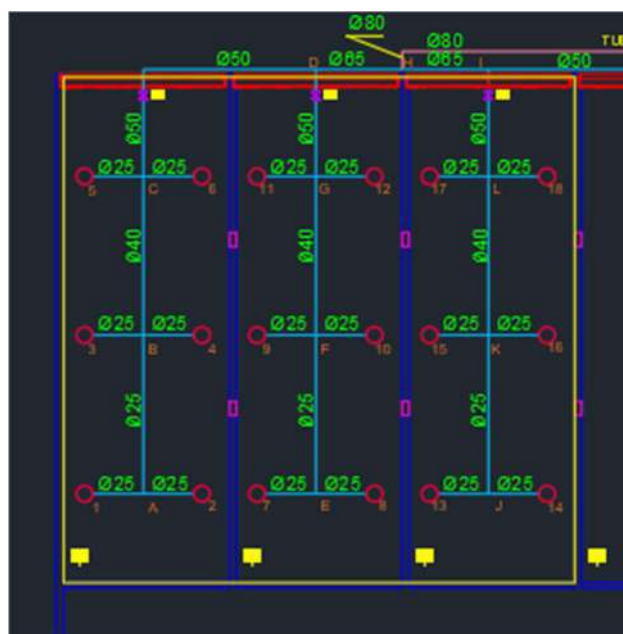 Ø80
Ø80 TU
Ø50 D Ø65 H Ø65 I Ø50
Ø50 Ø50 Ø50
Ø25 Ø25 Ø25 Ø25 Ø25 Ø25
5 C 6 11 G 12 17 L 18
Ø40 Ø40 Ø40
Ø25 Ø25 Ø25 Ø25 Ø25 Ø25
3 B 4 9 F 10 15 K 16
Ø25 Ø25 Ø25
Ø25 Ø25 Ø25 Ø25 Ø25 Ø25
1 A 2 7 E 8 13 J 14